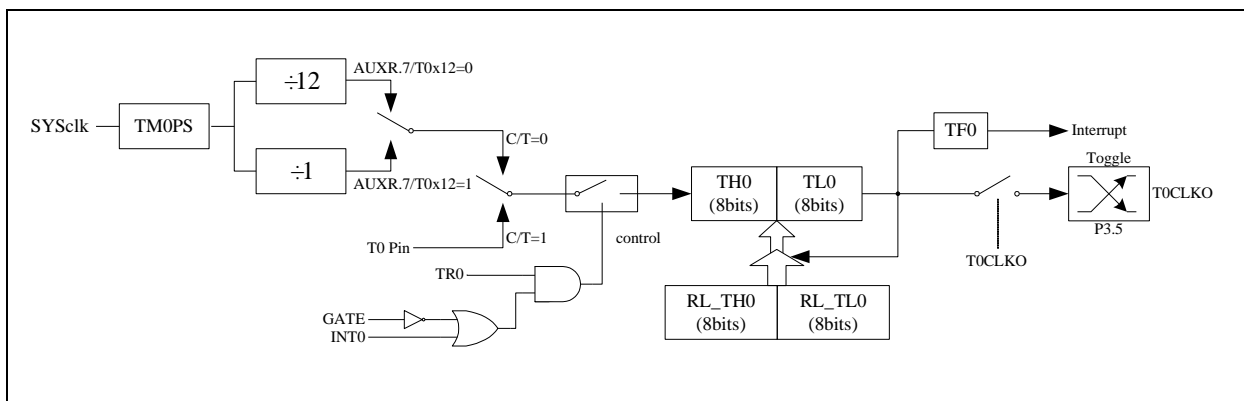 AUXR.7/T0x12=0
÷12
SYSclk
TM0PS
÷1
AUXR.7/T0x12=1
C/T=0
T0 Pin
C/T=1
control
TR0
GATE
INT0
TH0
(8bits)
TL0
(8bits)
RL_TH0
(8bits)
RL_TL0
(8bits)
TF0
Interrupt
Toggle
T0CLKO
P3.5
T0CLKO